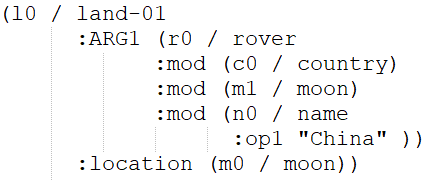 (l0 / land-01
:ARG1 (r0 / rover
:mod (c0 / country)
:mod (m1 / moon)
:mod (n0 / name
:op1 "China" ))
:location (m0 / moon))